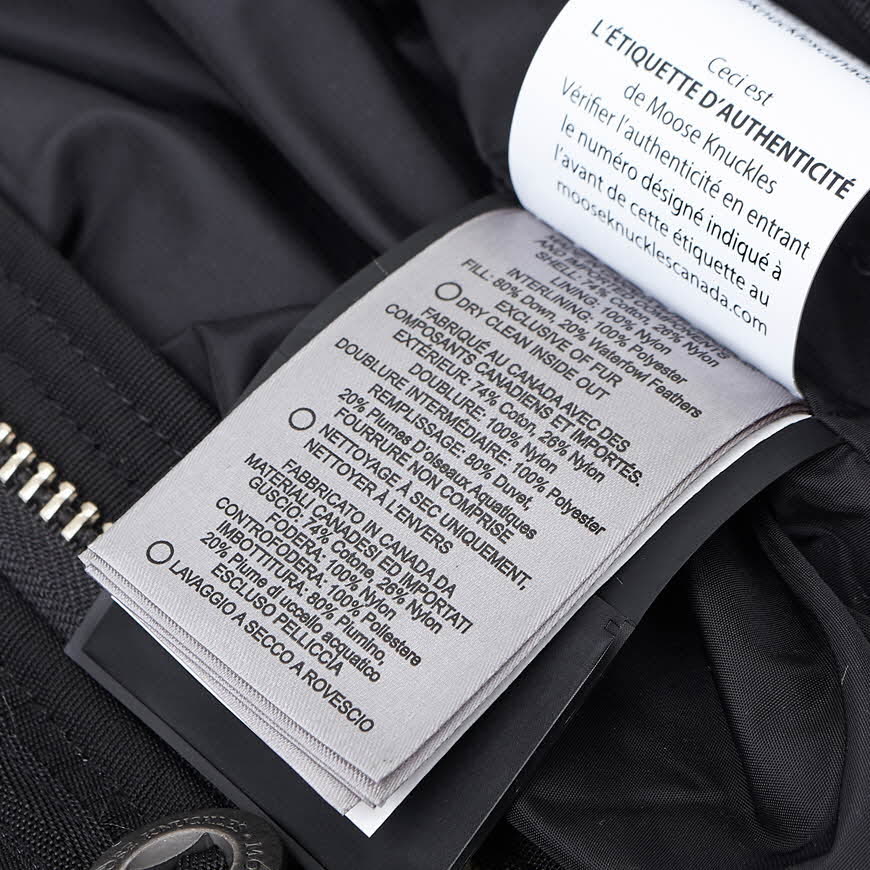 Ceci est
L'ÉTIQUETTE D'AUTHENTICITÉ
de Moose Knuckles
Vérifier l'authenticité en entrant
le numéro désigné indiqué à
l'avant de cette étiquette au
mooseknucklescanada.com
AND IMPORTED COMPONENTS
SHELL: 74% Cotton, 26% Nylon
LINING: 100% Nylon
INTERLINING: 100% Polyester
FILL: 80% Down, 20% Waterfowl Feathers
EXCLUSIVE OF FUR
DRY CLEAN INSIDE OUT
FABRIQUÉ AU CANADA AVEC DES
COMPOSANTS CANADIENS ET IMPORTÉS.
EXTÉRIEUR: 74% Coton, 26% Nylon
DOUBLURE: 100% Nylon
DOUBLURE INTERMÉDIAIRE: 100% Polyester
REMPLISSAGE: 80% Duvet,
20% Plumes D'oiseaux Aquatiques
FOURRURE NON COMPRISE
NETTOYAGE À SEC UNIQUEMENT,
NETTOYER À L'ENVERS
FABBRICATO IN CANADA DA
MATERIALI CANADESI ED IMPORTATI
GUSCIO: 74% Cotone, 26% Nylon
FODERA: 100% Nylon
CONTROFODERA: 100% Poliestere
IMBOTTITURA: 80% Piumino,
20% Piume di uccello acquatico
ESCLUSO PELLICCIA
LAVAGGIO A SECCO A ROVESCIO